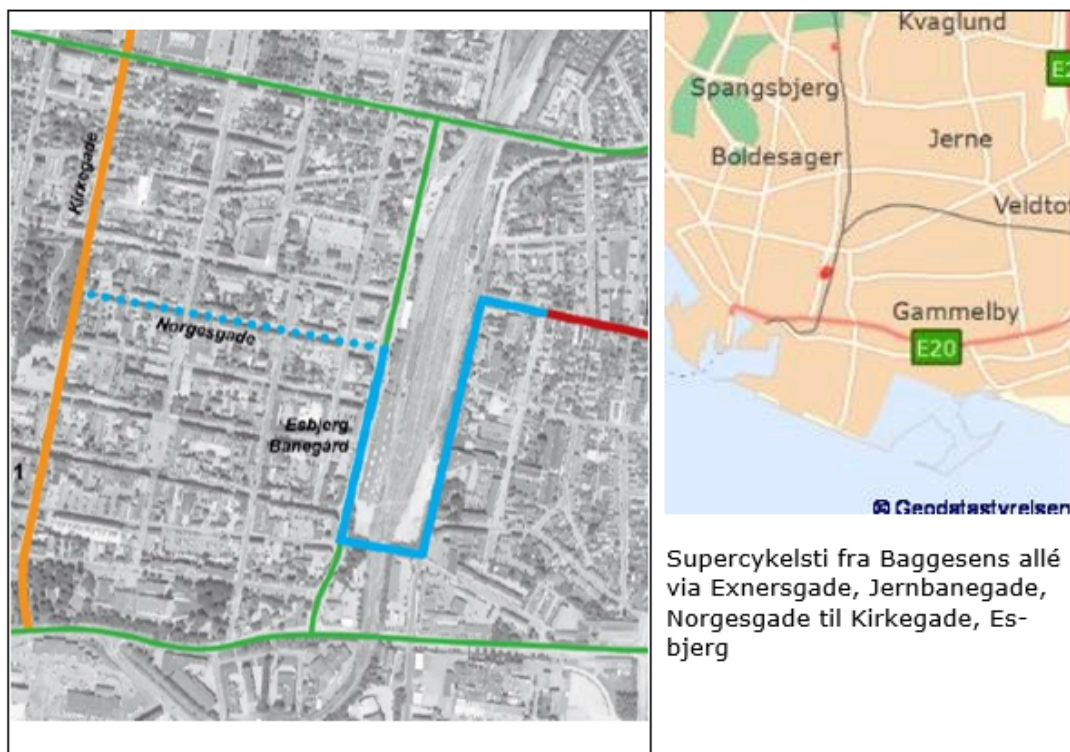 Kirkegade
Norgesgade
Esbjerg
Banegård
1
Kvaglund
Spangsbjerg
Jerne
Boldesager
Gammelby
E20
© Geodatastyrelsen
Supercykelsti fra Baggesens allé
via Exnersgade, Jernbanegade,
Norgesgade til Kirkegade, Es-
bjerg